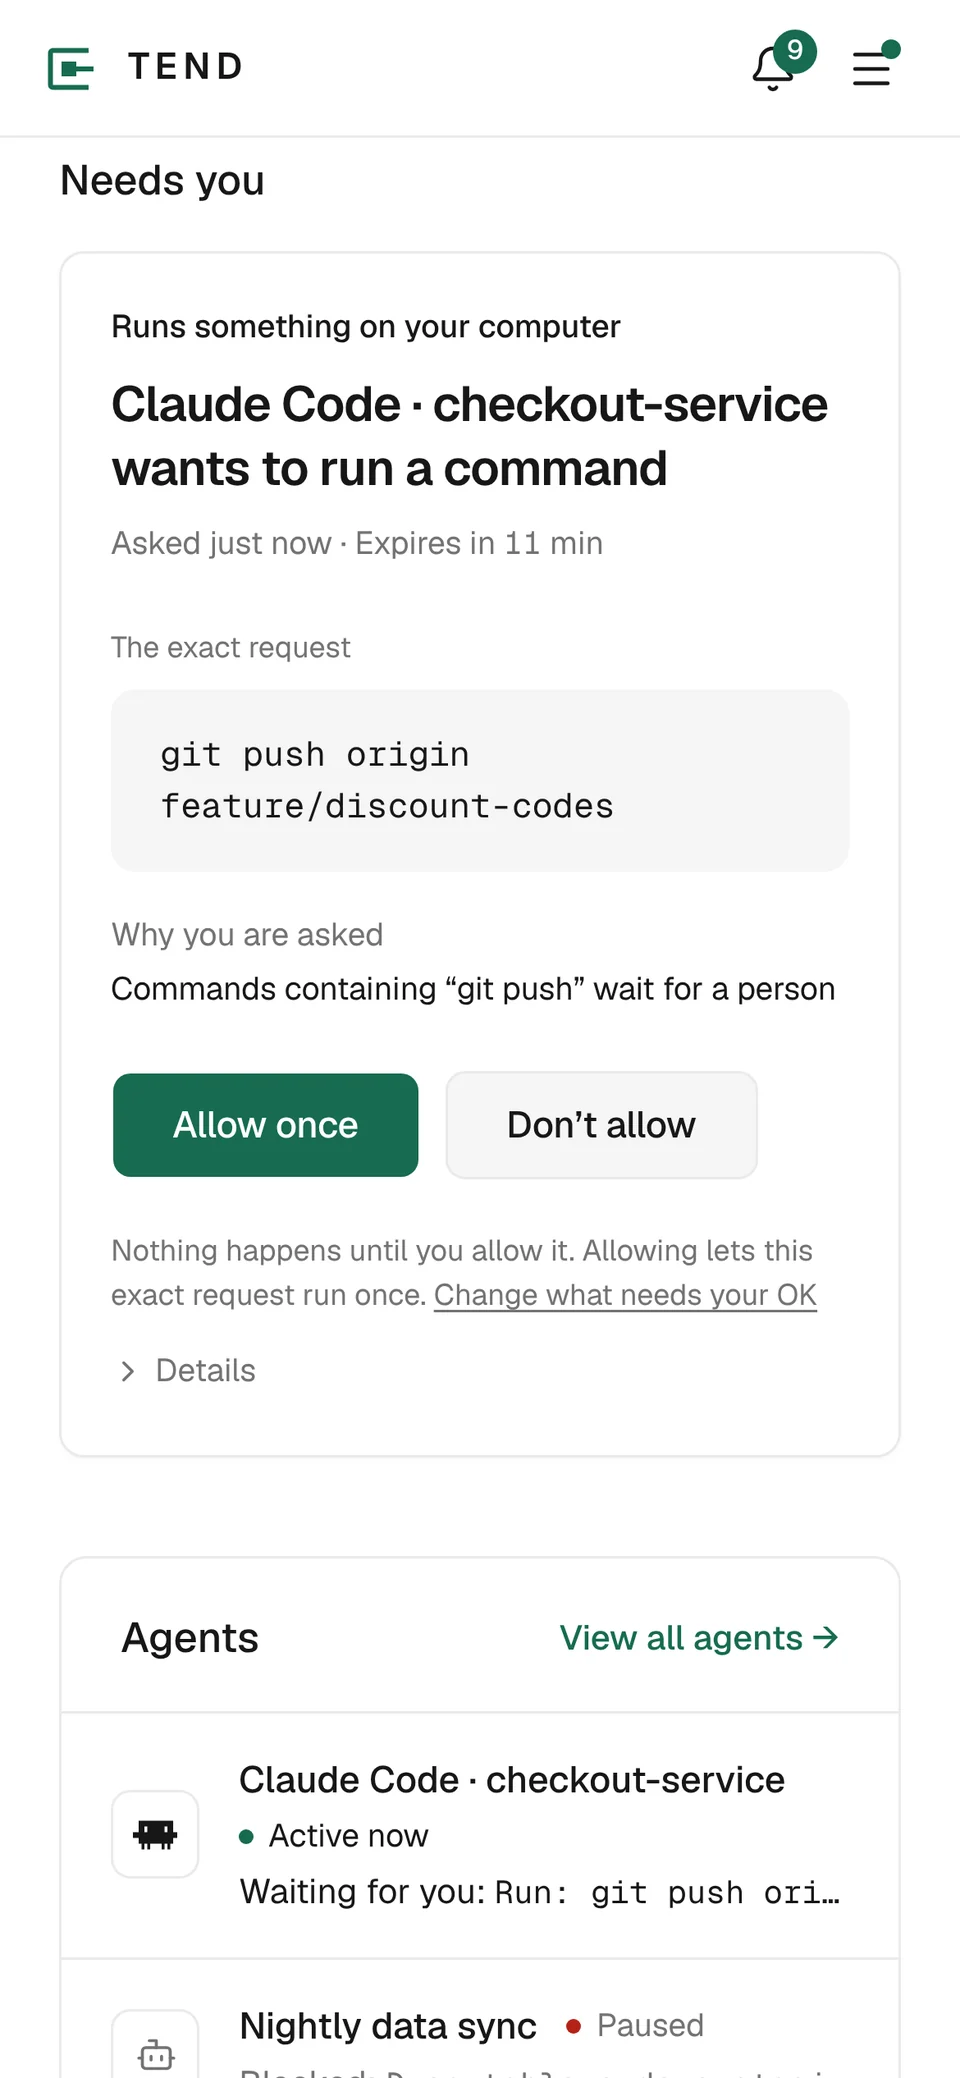 TEND
9
Needs you
Runs something on your computer
Claude Code · checkout-service
wants to run a command
Asked just now · Expires in 11 min
The exact request
git push origin
feature/discount-codes
Why you are asked
Commands containing “git push” wait for a person
Allow once
Don’t allow
Nothing happens until you allow it. Allowing lets this
exact request run once. Change what needs your OK
Details
Agents
View all agents →
Claude Code · checkout-service
Active now
Waiting for you: Run: git push ori…
Nightly data sync
Paused